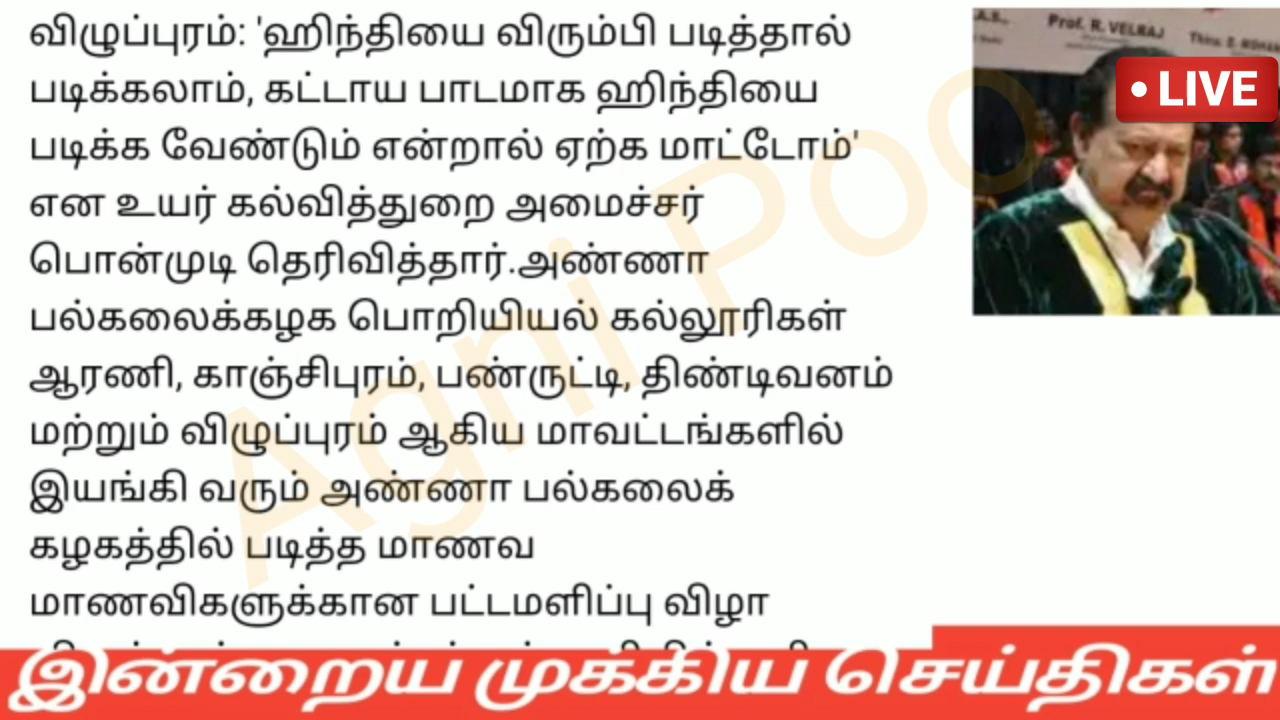 விழுப்புரம்: 'ஹிந்தியை விரும்பி படித்தால்
படிக்கலாம், கட்டாய பாடமாக ஹிந்தியை
படிக்க வேண்டும் என்றால் ஏற்க மாட்டோம்'
என உயர் கல்வித்துறை அமைச்சர்
பொன்முடி தெரிவித்தார்.அண்ணா
பல்கலைக்கழக பொறியியல் கல்லூரிகள்
ஆரணி, காஞ்சிபுரம், பண்ருட்டி, திண்டிவனம்
மற்றும் விழுப்புரம் ஆகிய மாவட்டங்களில்
இயங்கி வரும் அண்ணா பல்கலைக்
கழகத்தில் படித்த மாணவ
மாணவிகளுக்கான பட்டமளிப்பு விழா
இன்றைய முக்கிய செய்திகள்
Prof. R. VELRAJ
• LIVE
Agni Poo